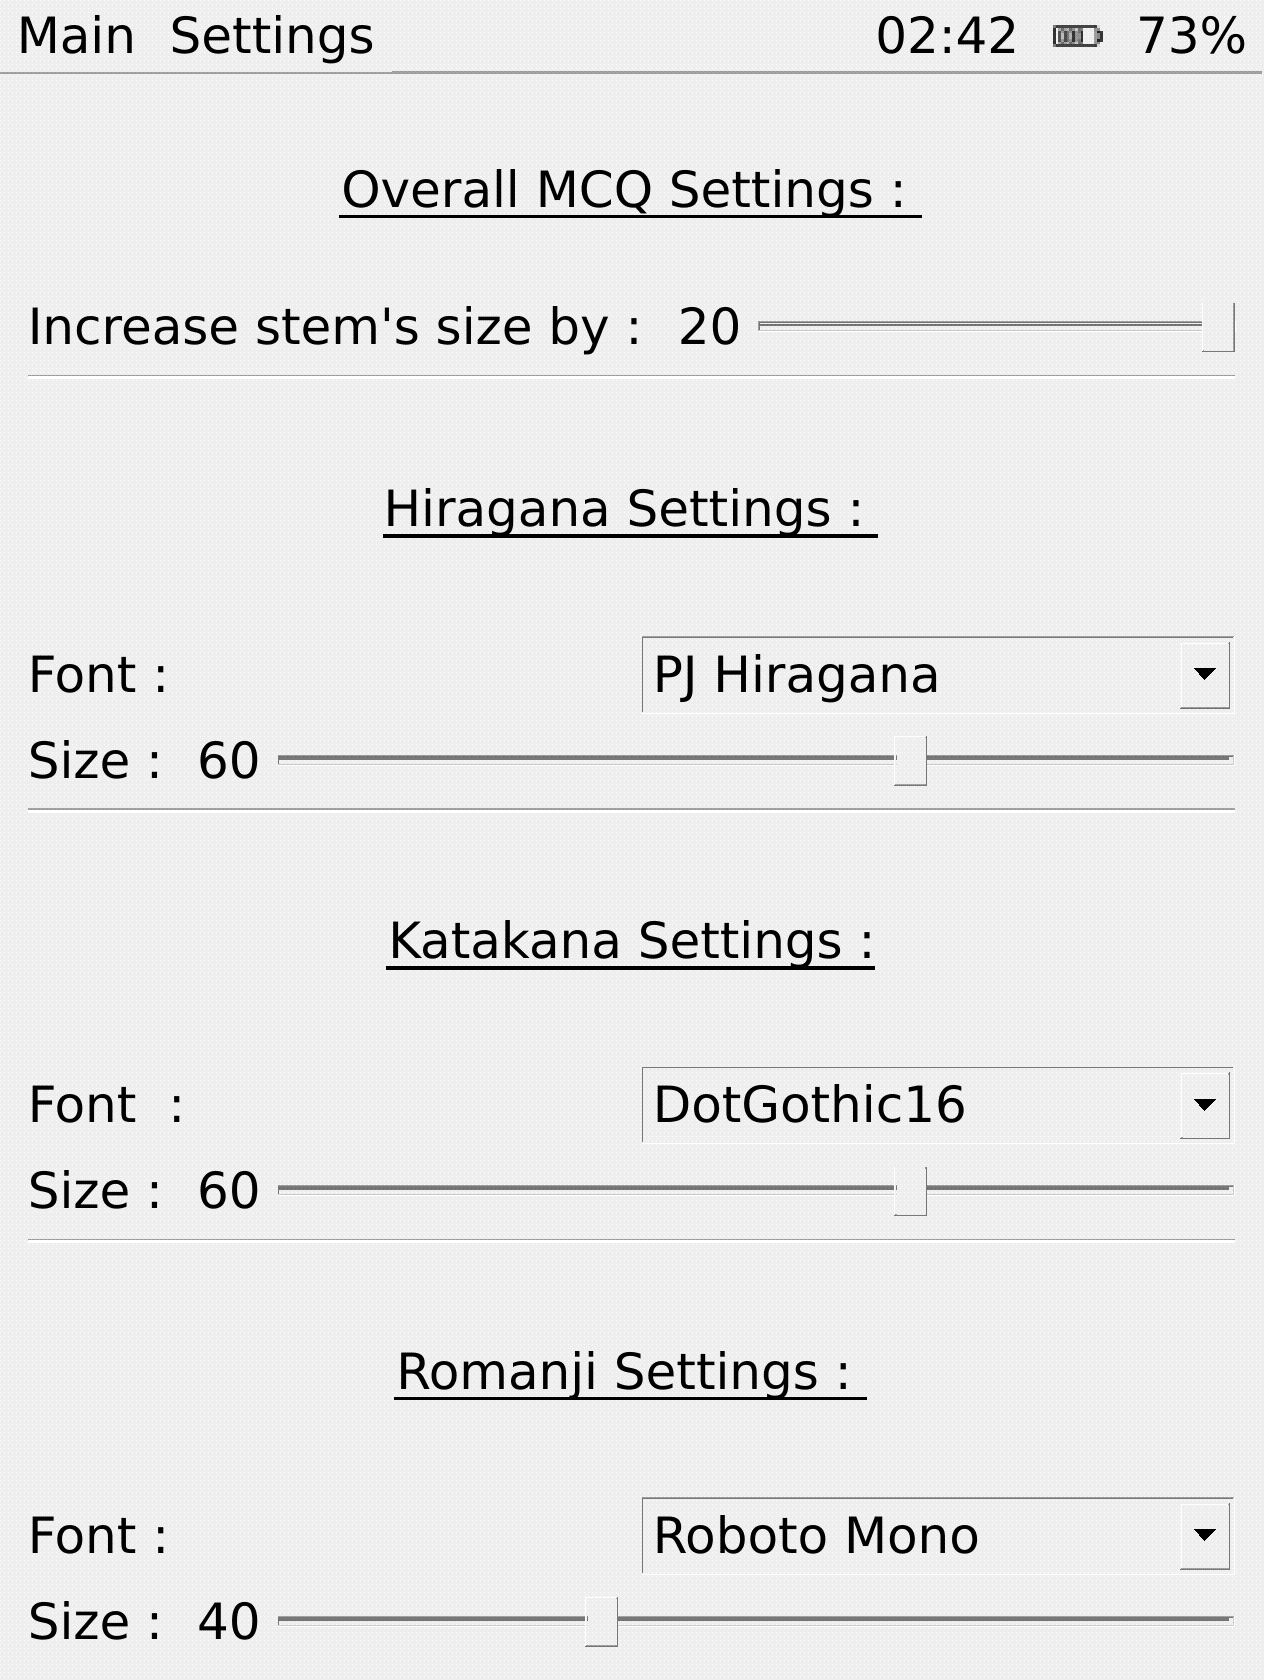 Main Settings 02:42 73%
Overall MCQ Settings :
Increase stem's size by : 20
Hiragana Settings :
Font : PJ Hiragana
Size : 60
Katakana Settings :
Font : DotGothic16
Size : 60
Romanji Settings :
Font : Roboto Mono
Size : 40